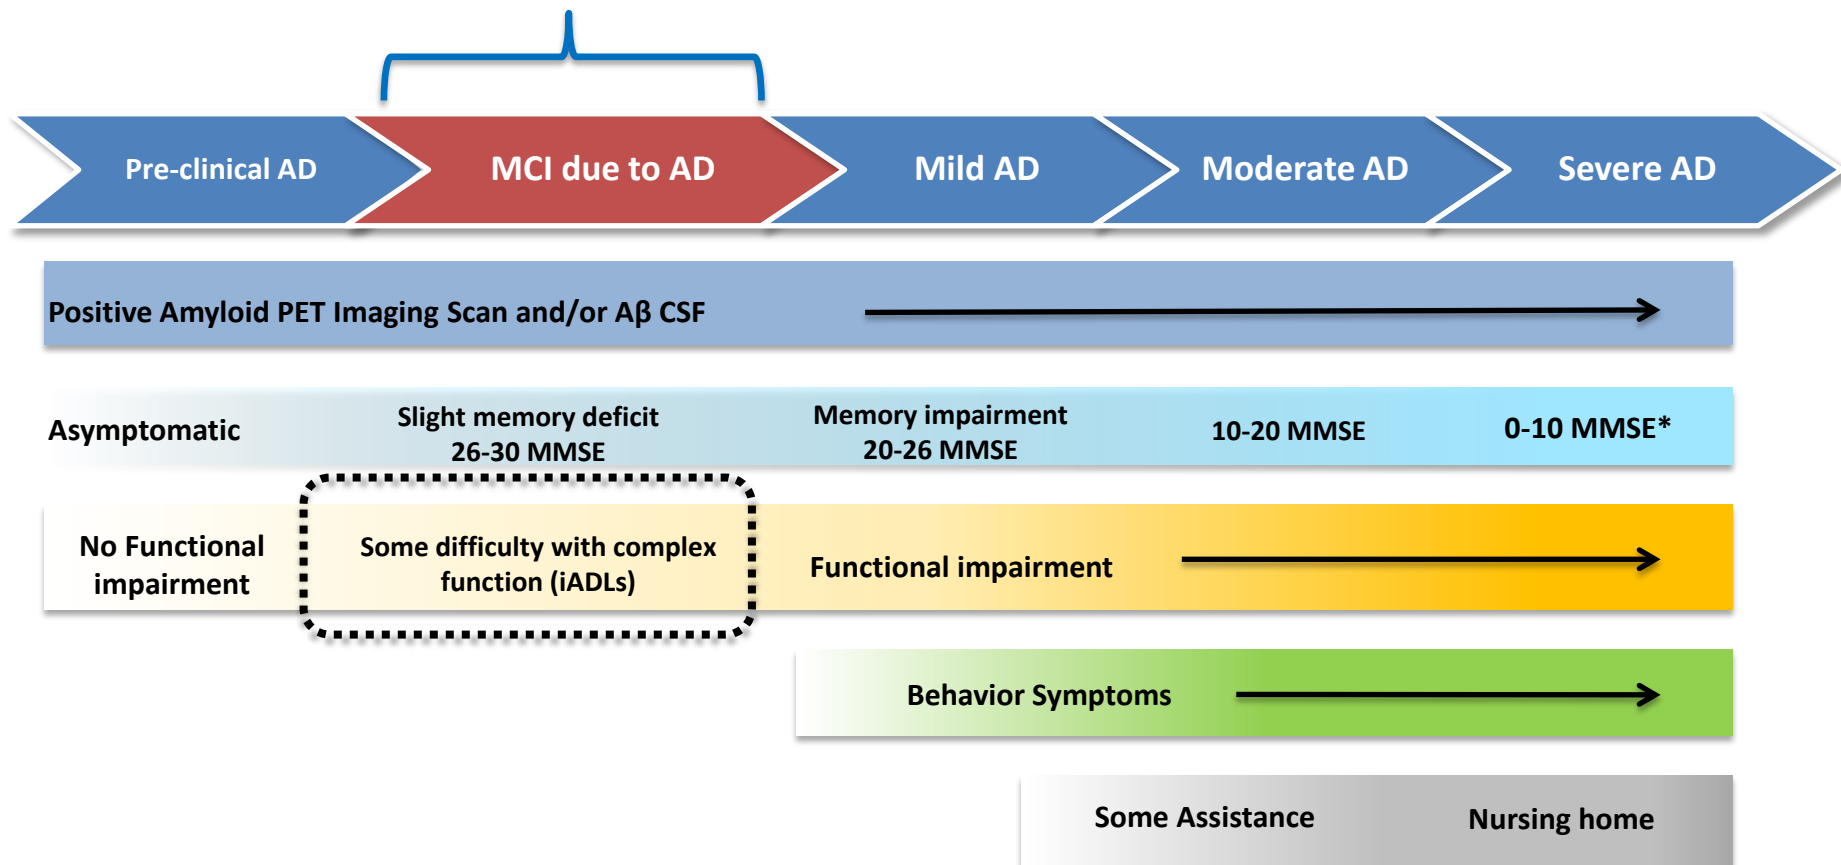 Pre-clinical AD
MCI due to AD
Mild AD
Moderate AD
Severe AD
Positive Amyloid PET Imaging Scan and/or Aβ CSF
Asymptomatic
Slight memory deficit
26-30 MMSE
Memory impairment
20-26 MMSE
10-20 MMSE
0-10 MMSE*
No Functional
impairment
Some difficulty with complex
function (iADLs)
Functional impairment
Behavior Symptoms
Some Assistance
Nursing home